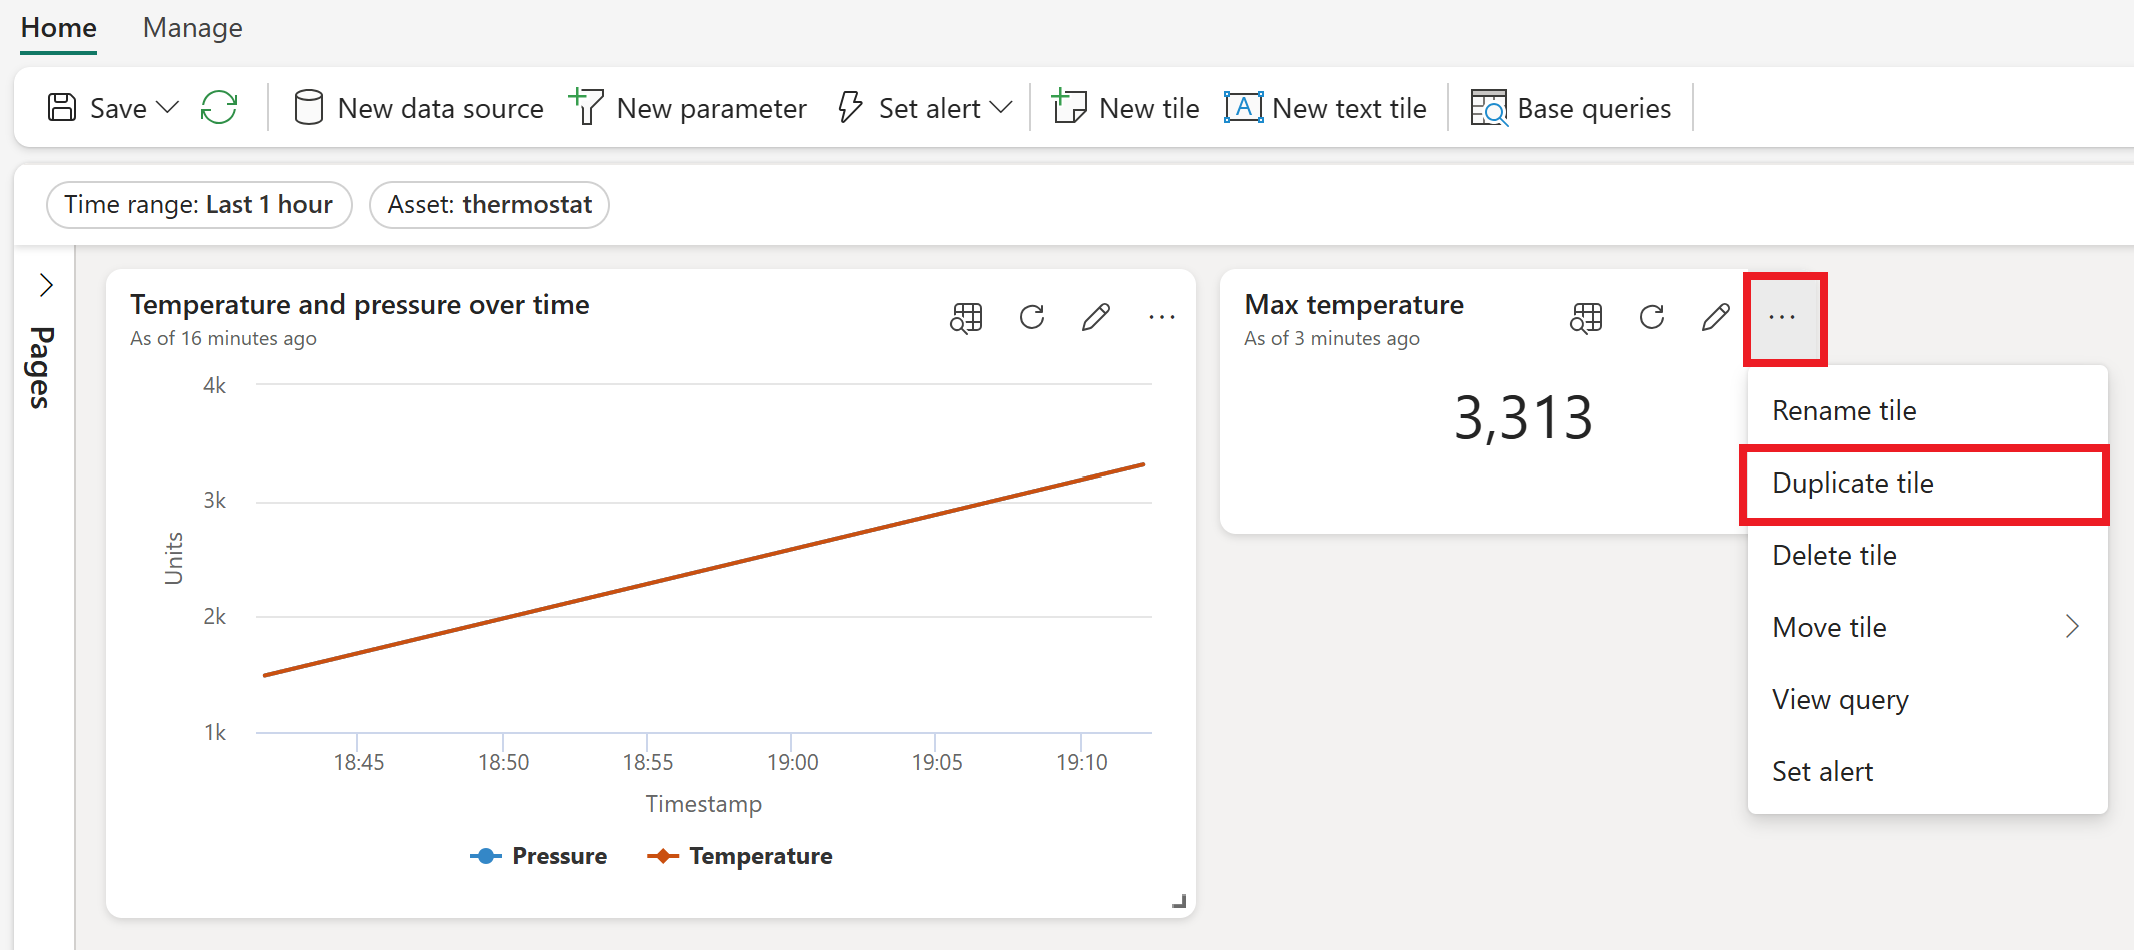 Home Manage
Save New data source New parameter Set alert New tile A New text tile Base queries
Time range: Last 1 hour Asset: thermostat
Pages
Temperature and pressure over time
As of 16 minutes ago
4k
3k
2k
1k
Units
18:45 18:50 18:55 19:00 19:05 19:10
Timestamp
Pressure Temperature
Max temperature
As of 3 minutes ago
3,313
Rename tile
Duplicate tile
Delete tile
Move tile
View query
Set alert